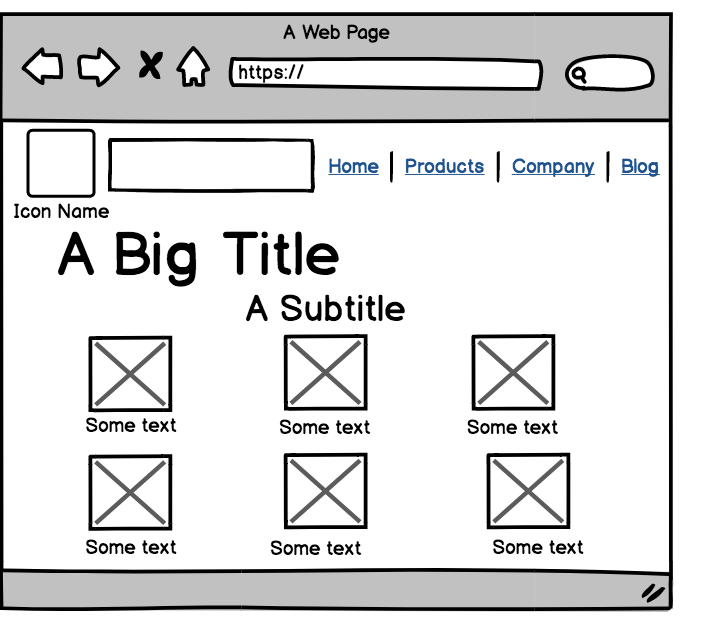 A Web Page
https://
Home Products Company Blog
Icon Name
A Big Title
A Subtitle
Some text Some text Some text
Some text Some text Some text